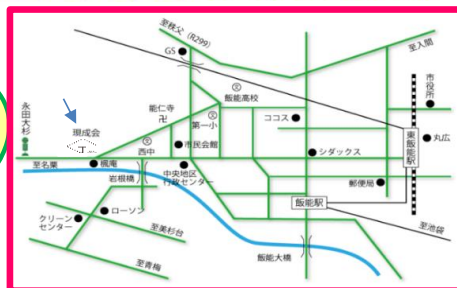 至秩父（R299）
GS
至入間
市役所
永田大杉
能仁寺
卍
文
飯能高校
現成会
文
第一小
ココス
東飯能駅
丸広
文
西中
市民会館
シダックス
至名栗
楓庵
岩根橋
中央地区
行政センター
郵便局
飯能駅
ローソン
クリーン
センター
至美杉台
至池袋
飯能大橋
至青梅